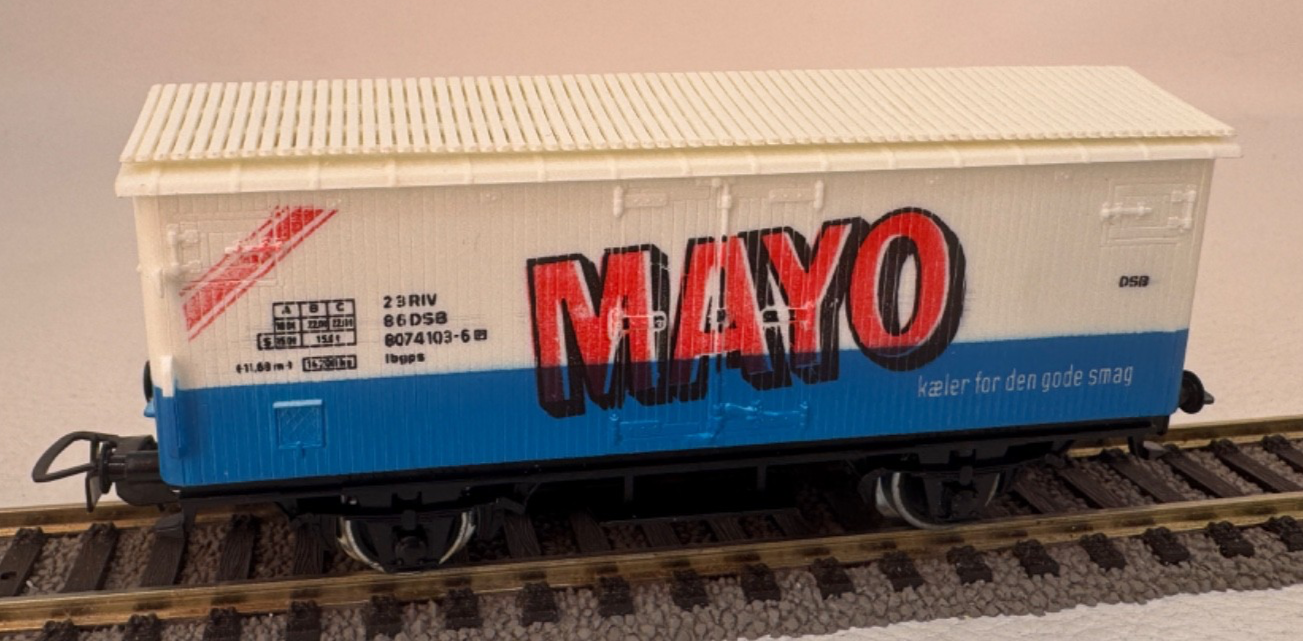 A B C
S
23 RIV
86 DSB
8074103-6
Ibgps
MAYO
kæler for den gode smag
DSB